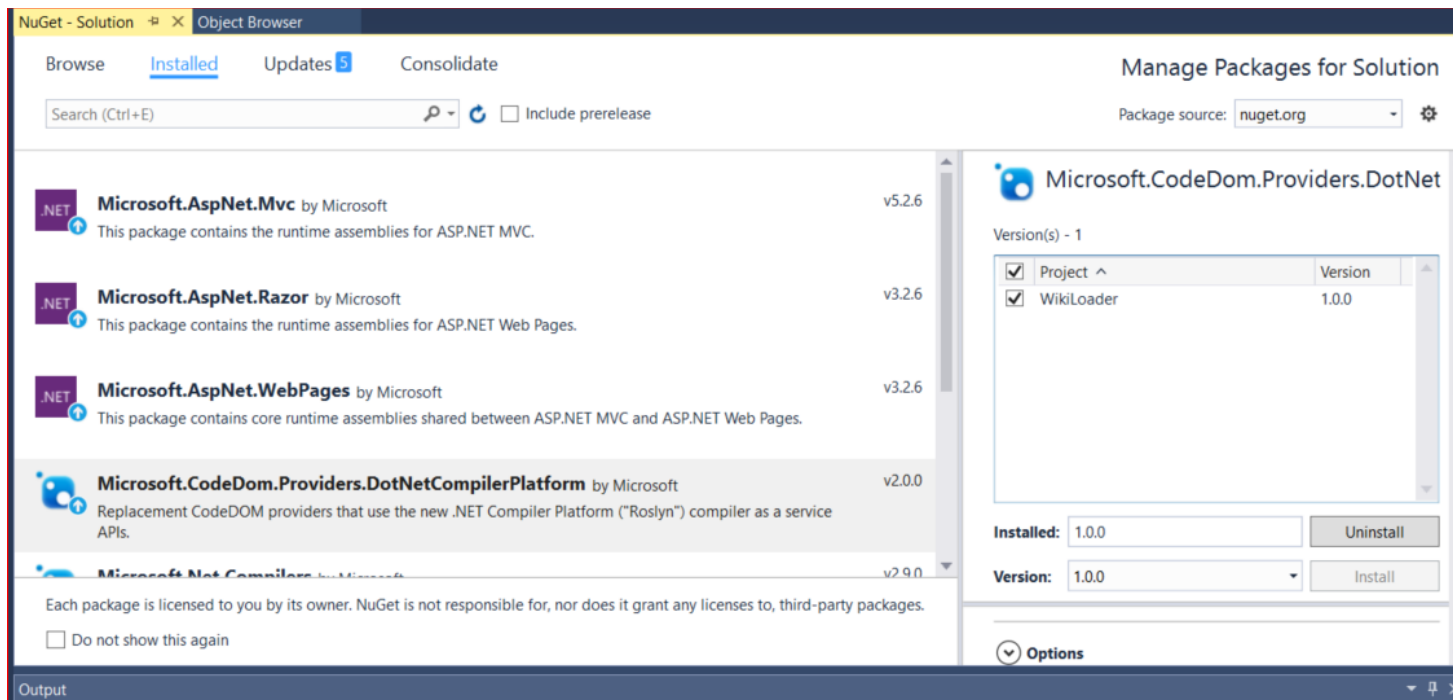 NuGet - Solution
Object Browser
Browse Installed Updates 5 Consolidate
Manage Packages for Solution
Search (Ctrl+E)
Include prerelease
Package source: nuget.org
.NET
Microsoft.AspNet.Mvc by Microsoft v5.2.6
This package contains the runtime assemblies for ASP.NET MVC.
.NET
Microsoft.AspNet.Razor by Microsoft v3.2.6
This package contains the runtime assemblies for ASP.NET Web Pages.
.NET
Microsoft.AspNet.WebPages by Microsoft v3.2.6
This package contains core runtime assemblies shared between ASP.NET MVC and ASP.NET Web Pages.
Microsoft.CodeDom.Providers.DotNetCompilerPlatform by Microsoft v2.0.0
Replacement CodeDOM providers that use the new .NET Compiler Platform ("Roslyn") compiler as a service
APIs.
Microsoft.Net.Compilers by Microsoft v2.9.0
Each package is licensed to you by its owner. NuGet is not responsible for, nor does it grant any licenses to, third-party packages.
Do not show this again
Microsoft.CodeDom.Providers.DotNet
Version(s) - 1
Project Version
WikiLoader 1.0.0
Installed: 1.0.0 Uninstall
Version: 1.0.0 Install
Options
Output